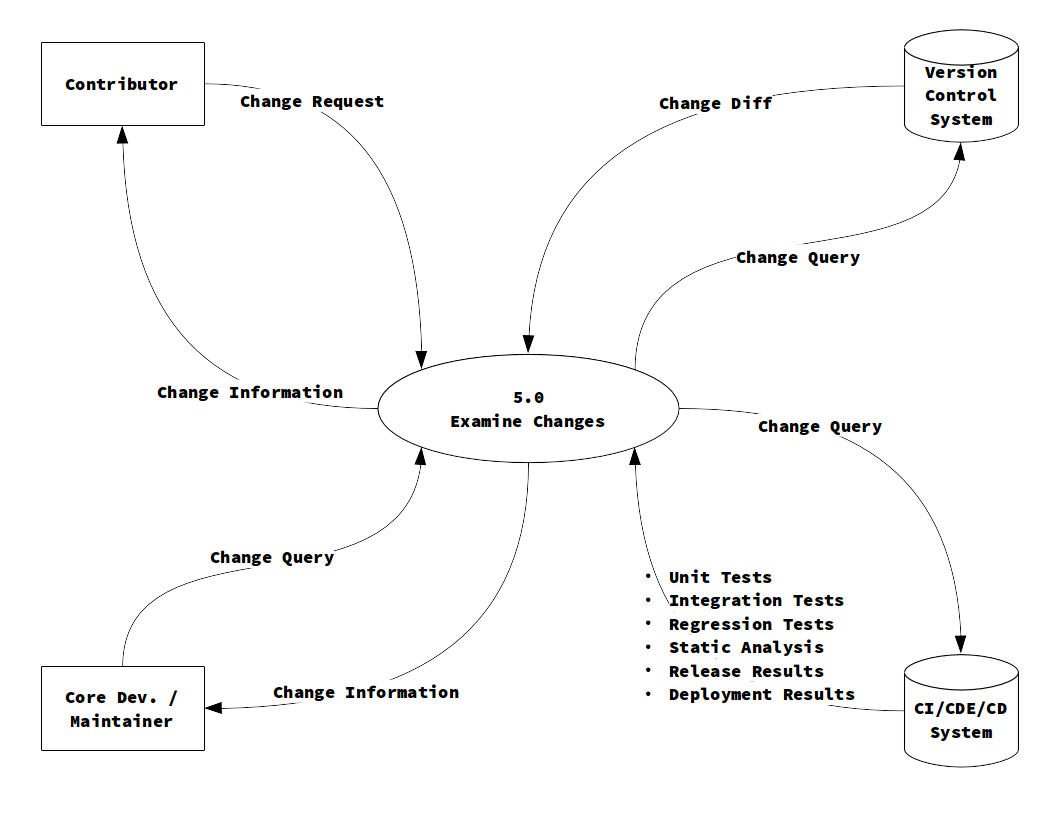 Contributor
Change Request
Change Diff
Version
Control
System
Change Query
Change Information
5.0
Examine Changes
Change Query
Change Query
• Unit Tests
• Integration Tests
• Regression Tests
• Static Analysis
• Release Results
• Deployment Results
Change Information
Core Dev. /
Maintainer
CI/CDE/CD
System